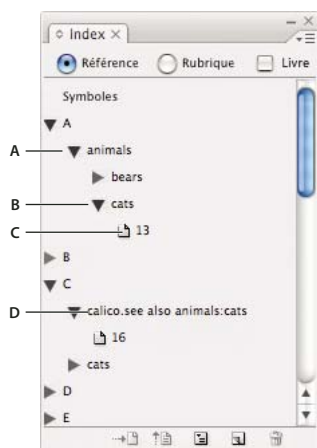 Index
Référence Rubrique Livre
Symboles
A
A animals
bears
B cats
C 13
B
C
D calico.see also animals:cats
16
cats
D
E